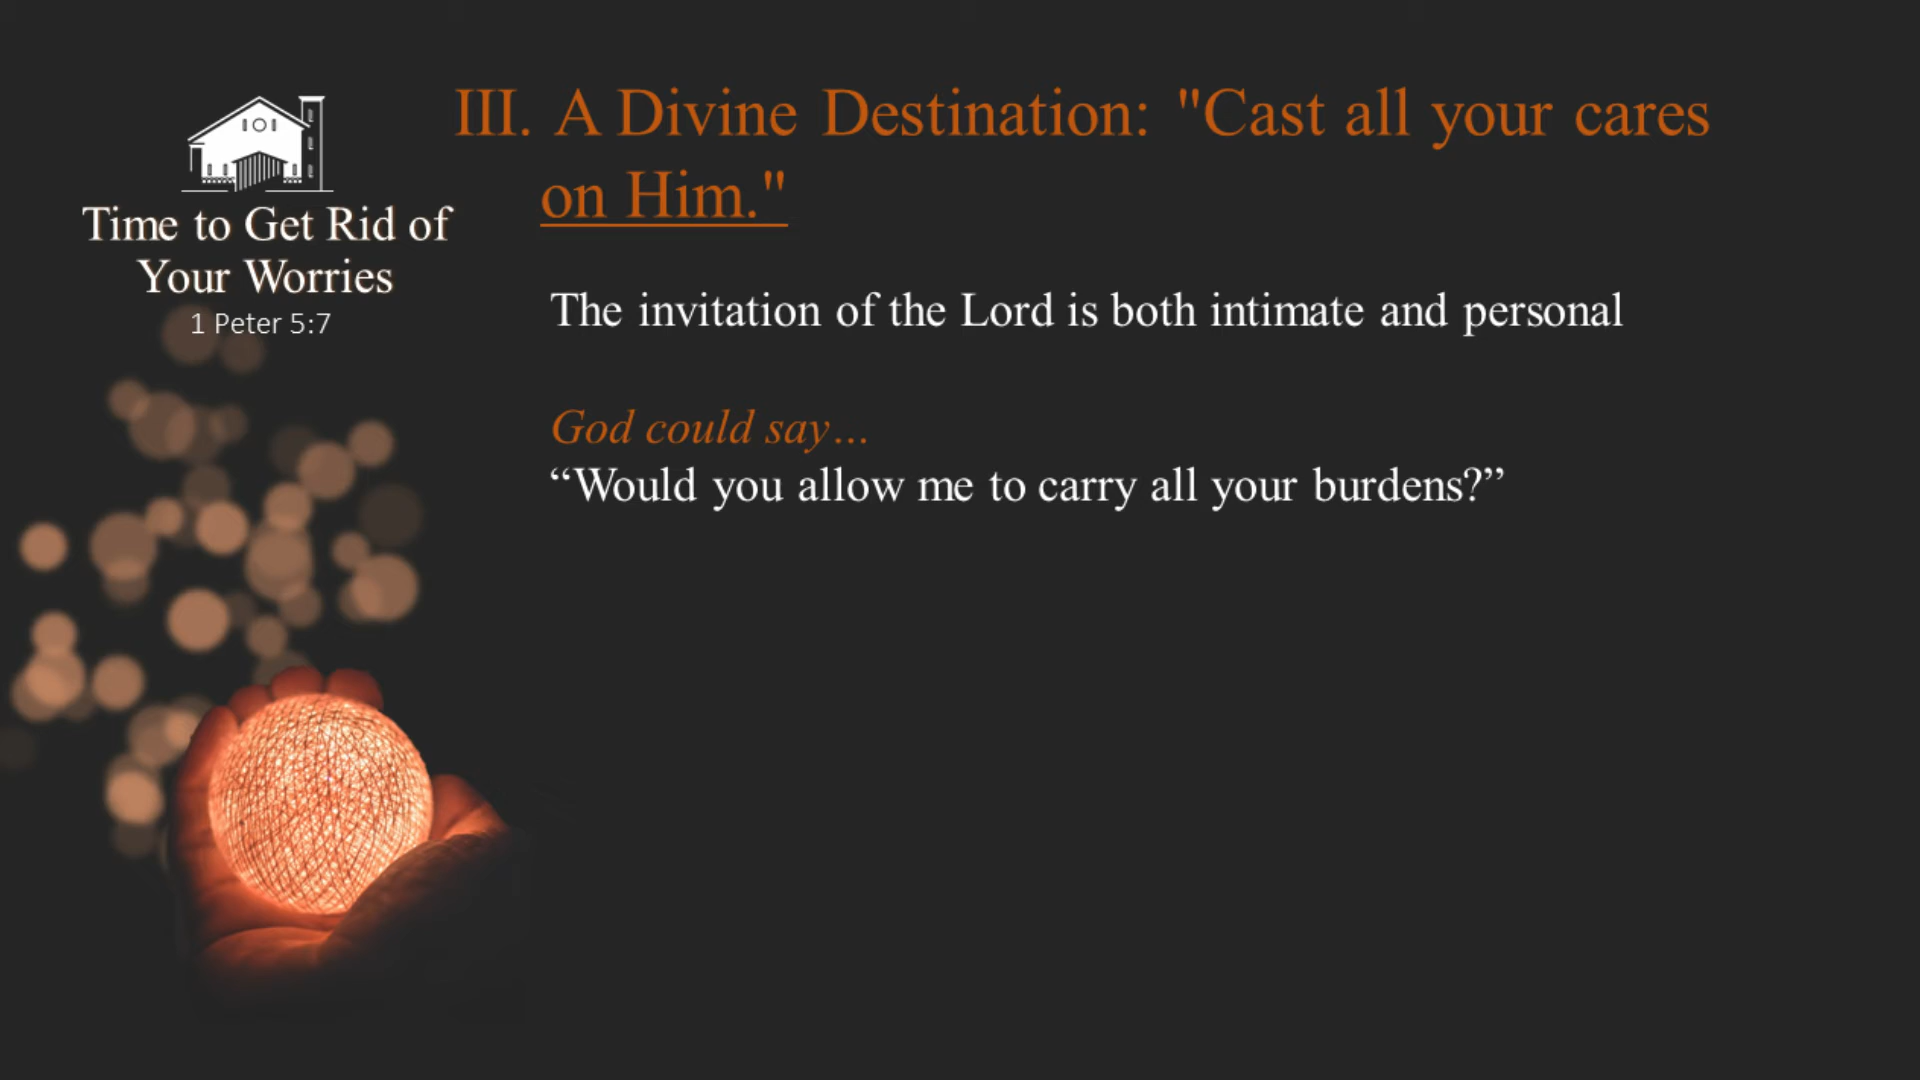 Time to Get Rid of
Your Worries
1 Peter 5:7
III. A Divine Destination: "Cast all your cares
on Him."
The invitation of the Lord is both intimate and personal
God could say…
“Would you allow me to carry all your burdens?”